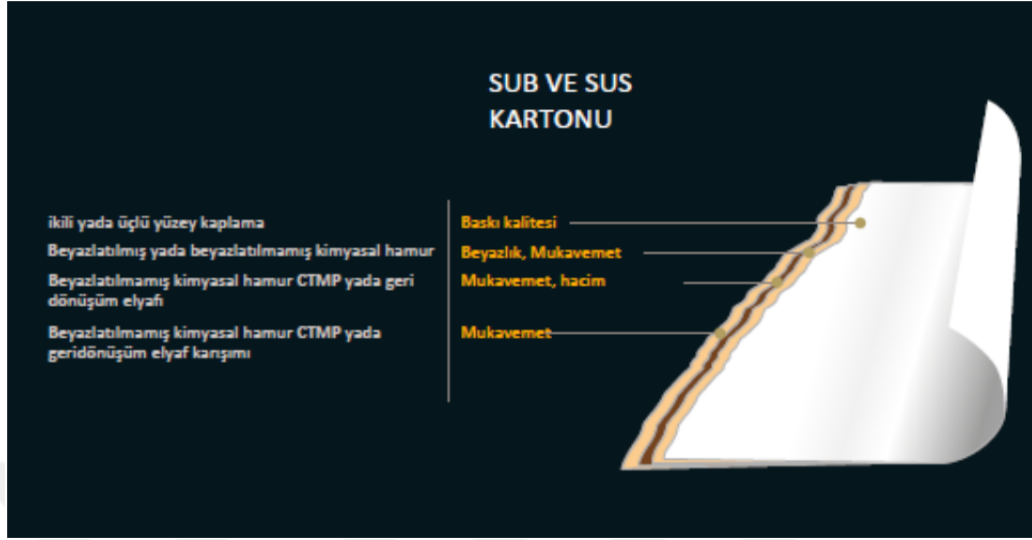 SUB VE SUS
KARTONU
ikili yada üçlü yüzey kaplama
Baskı kalitesi
Beyazlatılmış yada beyazlatılmamış kimyasal hamur
Beyazlık, Mukavemet
Beyazlatılmamış kimyasal hamur CTMP yada geri
dönüşüm elyafı
Mukavemet, hacim
Beyazlatılmamış kimyasal hamur CTMP yada
geridönüşüm elyaf karışımı
Mukavemet